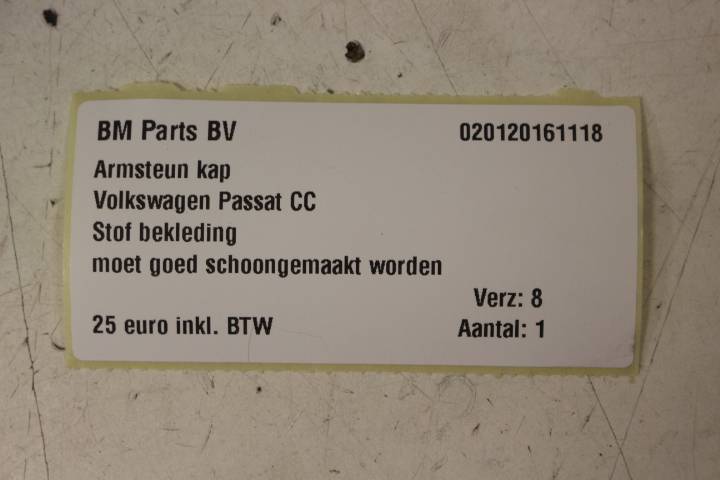 BM Parts BV 020120161118
Armsteun kap
Volkswagen Passat CC
Stof bekleding
moet goed schoongemaakt worden
Verz: 8
25 euro inkl. BTW Aantal: 1